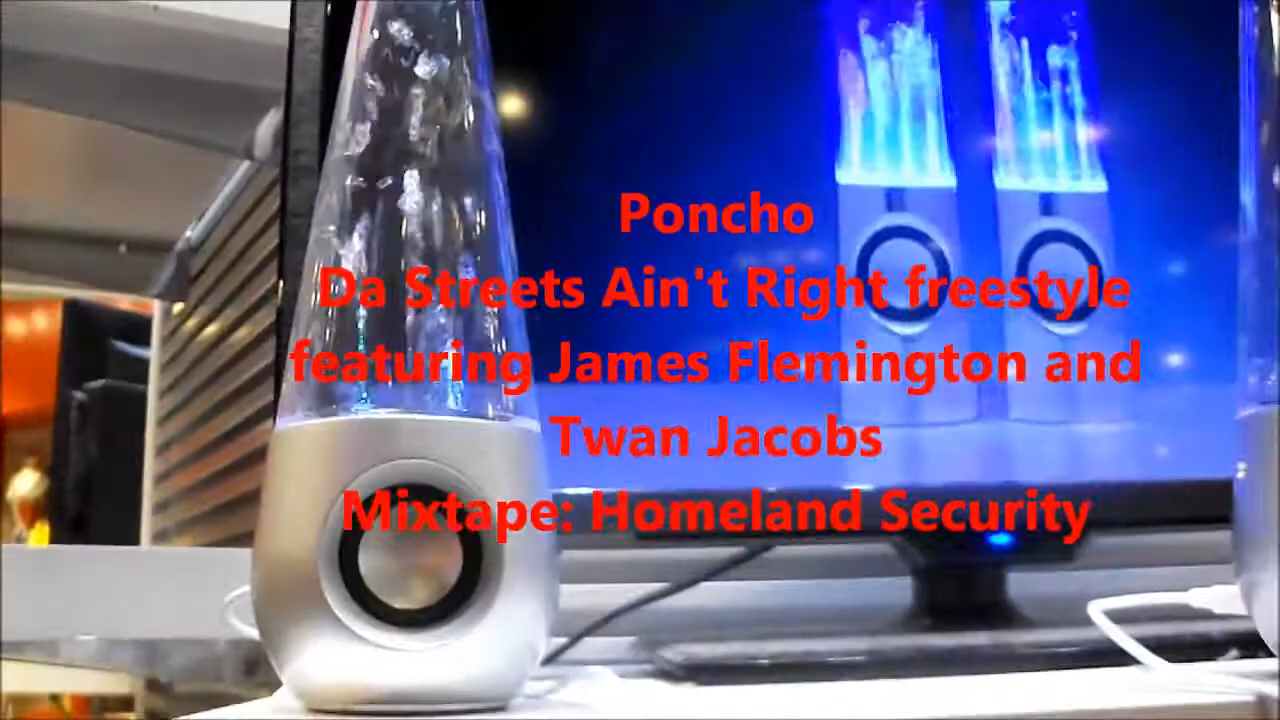 Poncho
Da Streets Ain't Right freestyle
featuring James Flemington and
Twan Jacobs
Mixtape: Homeland Security